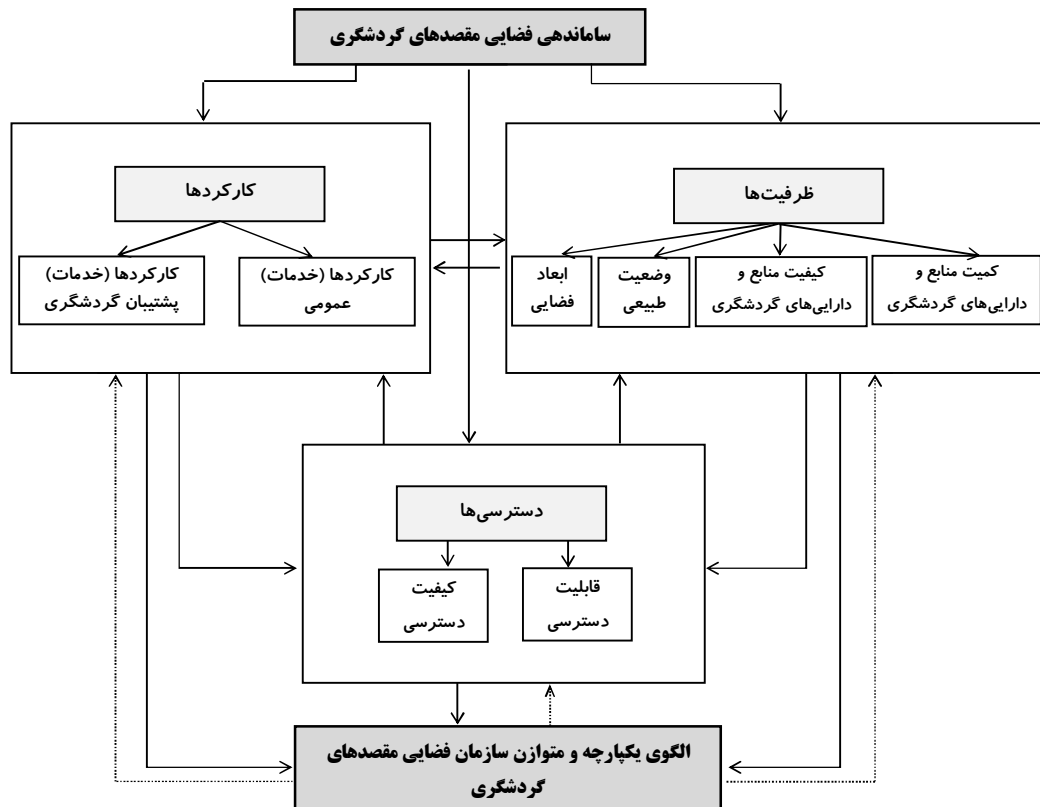 ساماندهی فضایی مقصدهای گردشگری
ظرفیت‌ها
کمیت منابع و
دارایی‌های گردشگری
کیفیت منابع و
دارایی‌های گردشگری
وضعیت
طبیعی
ابعاد
فضایی
کارکردها
کارکردها (خدمات)
عمومی
کارکردها (خدمات)
پشتیبان گردشگری
دسترسی‌ها
قابلیت
دسترسی
کیفیت
دسترسی
الگوی یکپارچه و متوازن سازمان فضایی مقصدهای
گردشگری